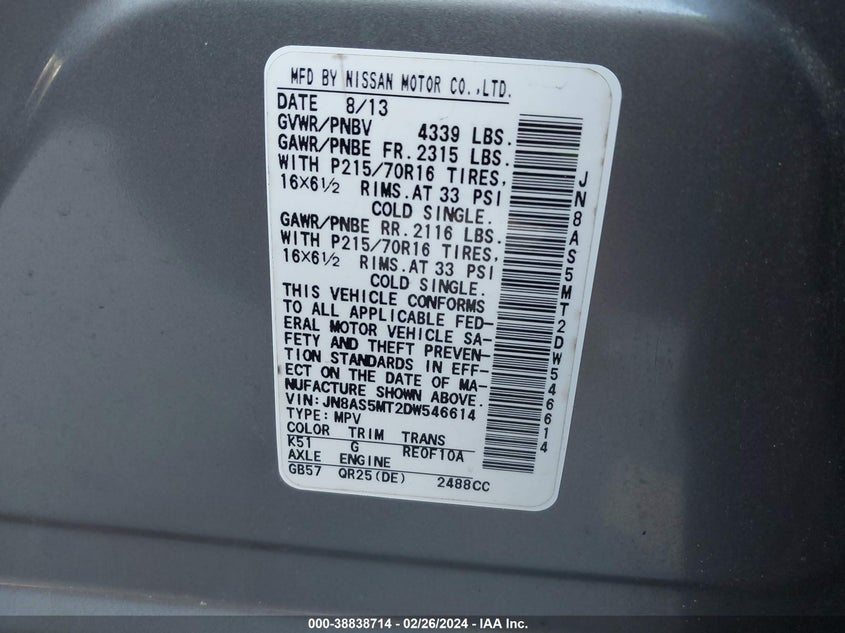 MFD BY NISSAN MOTOR CO.,LTD.
DATE 8/13
GVWR/PNBV 4339 LBS.
GAWR/PNBE FR. 2315 LBS.
WITH P215/70R16 TIRES,
16X6½ RIMS. AT 33 PSI
COLD SINGLE.
GAWR/PNBE RR. 2116 LBS.
WITH P215/70R16 TIRES,
16X6½ RIMS. AT 33 PSI
COLD SINGLE.
THIS VEHICLE CONFORMS
TO ALL APPLICABLE FED-
ERAL MOTOR VEHICLE SA-
FETY AND THEFT PREVEN-
TION STANDARDS IN EFF-
ECT ON THE DATE OF MA-
NUFACTURE SHOWN ABOVE.
VIN: JN8AS5MT2DW546614
TYPE: MPV
COLOR TRIM TRANS
K51 G RE0F10A
AXLE ENGINE
GB57 QR25(DE) 2488CC
JN8AS5MT2DW546614
000-38838714 - 02/26/2024 - IAA Inc.